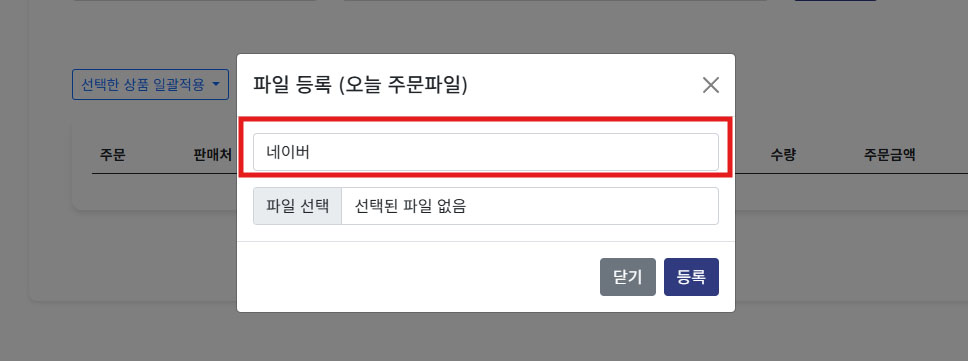 파일 등록 (오늘 주문파일)
네이버
파일 선택 선택된 파일 없음
닫기 등록
선택한 상품 일괄적용
주문 판매처 수량 주문금액